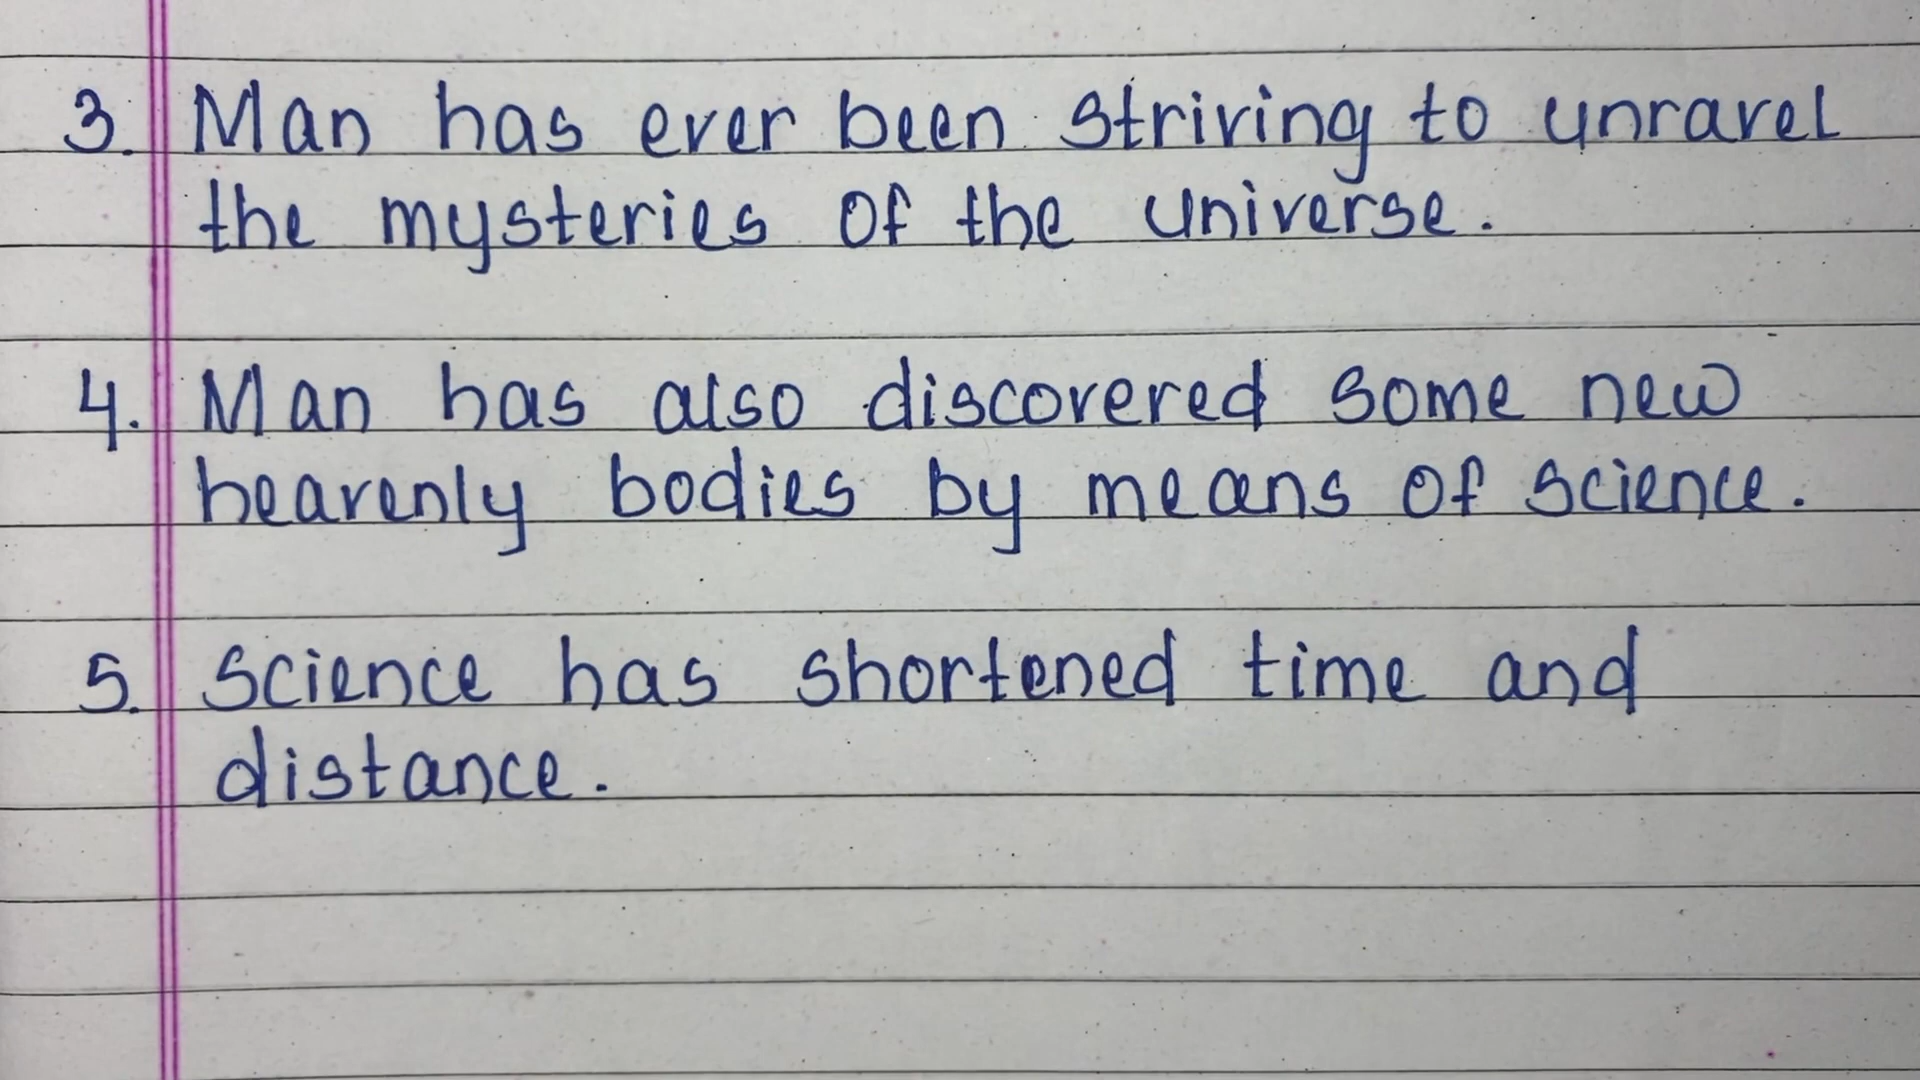 3. Man has ever been striving to unravel
the mysteries of the universe.
4. Man has also discovered some new
heavenly bodies by means of science.
5. Science has shortened time and
distance.